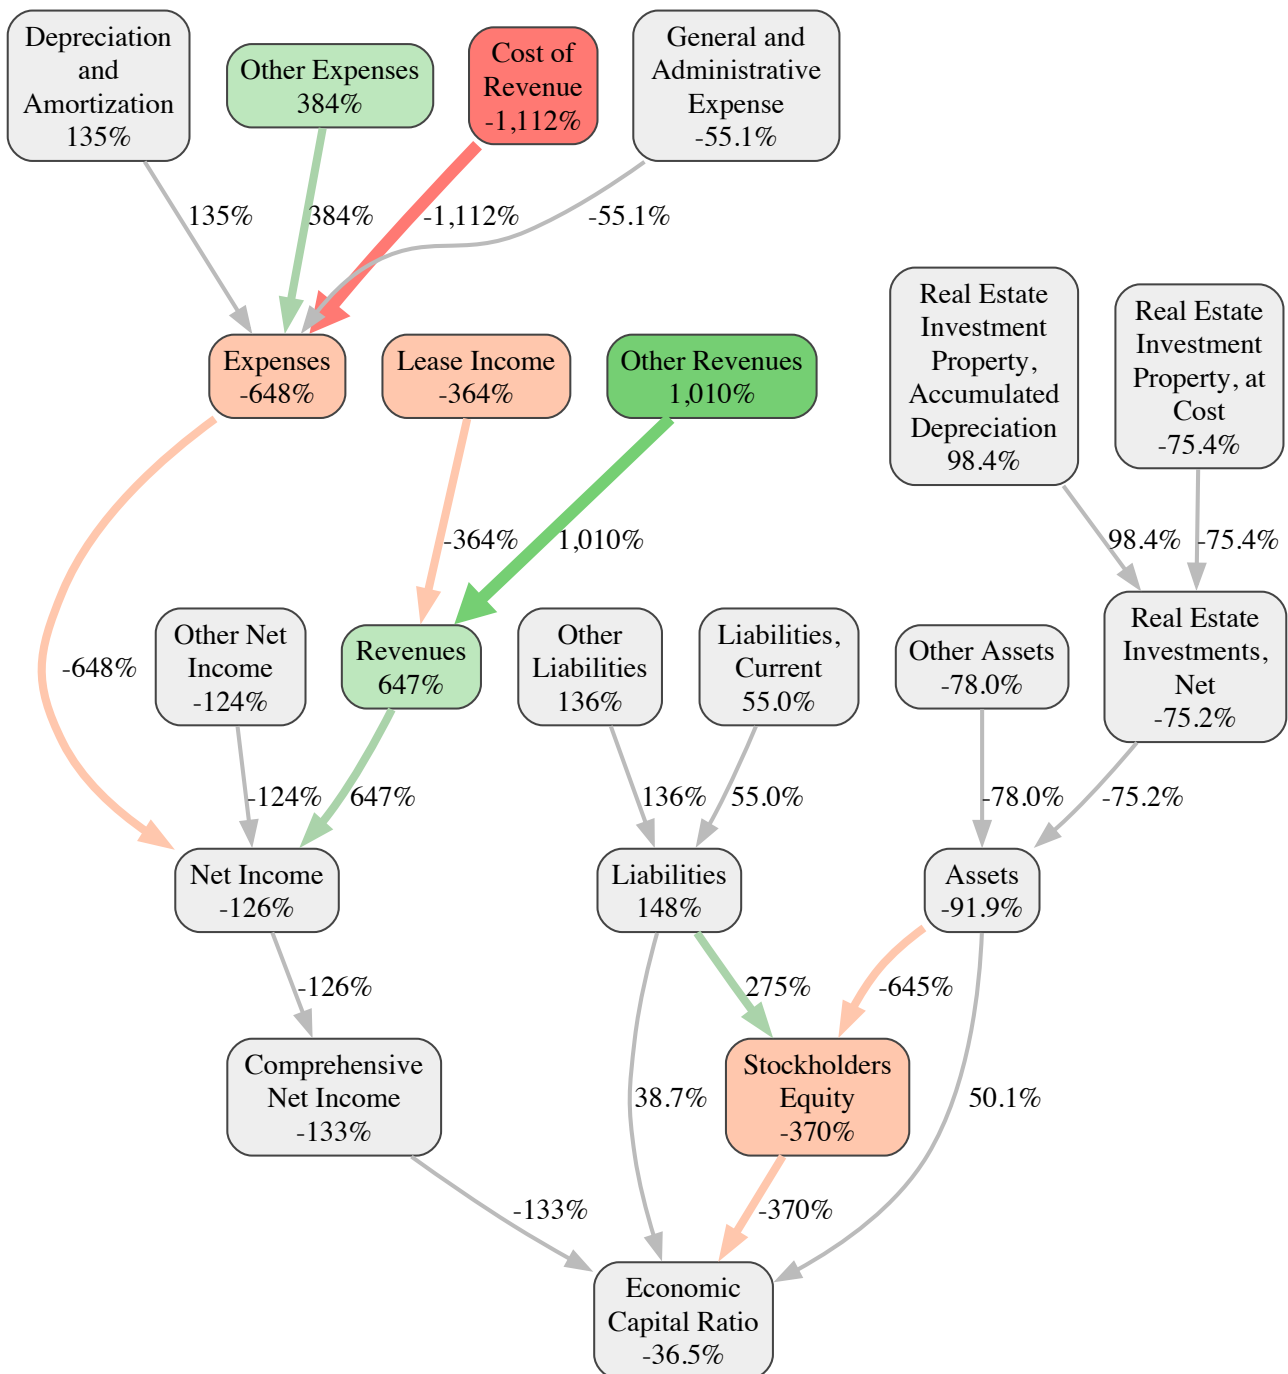 Depreciation
and
Amortization
135%
Other Expenses
384%
Cost of
Revenue
-1,112%
General and
Administrative
Expense
-55.1%
135%
384%
-1,112%
-55.1%
Expenses
-648%
Lease Income
-364%
Other Revenues
1,010%
Real Estate
Investment
Property,
Accumulated
Depreciation
98.4%
Real Estate
Investment
Property, at
Cost
-75.4%
-364%
1,010%
98.4%
-75.4%
-648%
Other Net
Income
-124%
Revenues
647%
Other
Liabilities
136%
Liabilities,
Current
55.0%
Other Assets
-78.0%
Real Estate
Investments,
Net
-75.2%
-124%
647%
136%
55.0%
-78.0%
-75.2%
Net Income
-126%
Liabilities
148%
Assets
-91.9%
-126%
275%
-645%
Comprehensive
Net Income
-133%
38.7%
Stockholders
Equity
-370%
50.1%
-133%
-370%
Economic
Capital Ratio
-36.5%